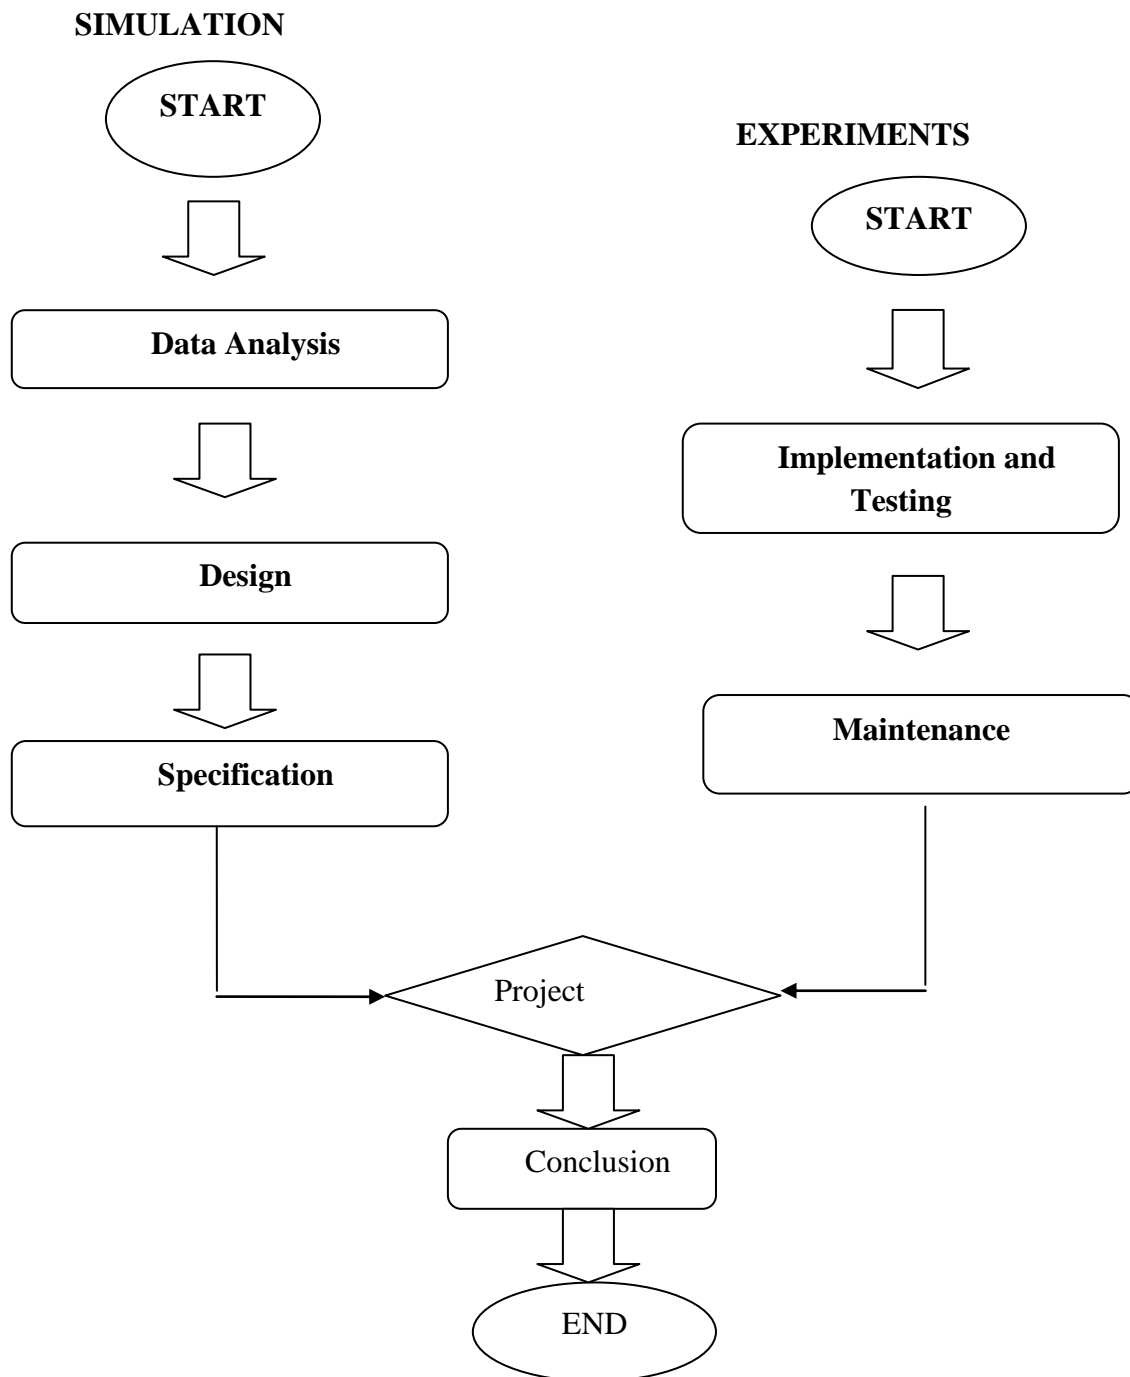 SIMULATION
START
Data Analysis
Design
Specification
EXPERIMENTS
START
Implementation and
Testing
Maintenance
Project
Conclusion
END